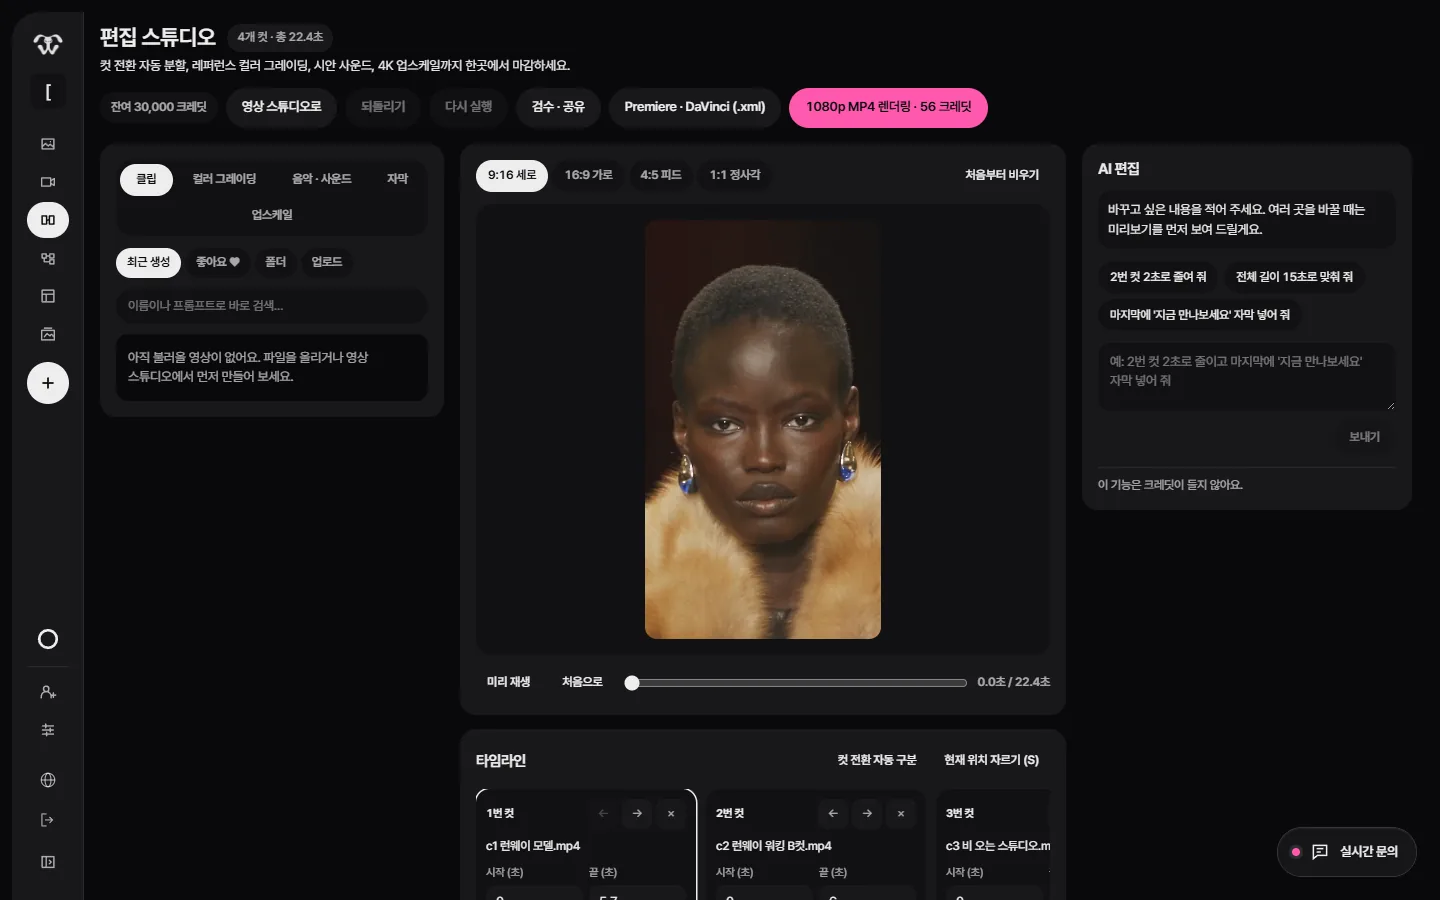 편집 스튜디오
4개 컷 · 총 22.4초
컷 전환 자동 분할, 레퍼런스 컬러 그레이딩, 시안 사운드, 4K 업스케일까지 한곳에서 마감하세요.
[
잔여 30,000 크레딧
영상 스튜디오로
되돌리기
다시 실행
검수 · 공유
Premiere · DaVinci (.xml)
1080p MP4 렌더링 · 56 크레딧
클립
컬러 그레이딩
음악 · 사운드
자막
업스케일
최근 생성
좋아요 ♥
폴더
업로드
이름이나 프롬프트로 바로 검색...
아직 불러올 영상이 없어요. 파일을 올리거나 영상
스튜디오에서 먼저 만들어 보세요.
9:16 세로
16:9 가로
4:5 피드
1:1 정사각
처음부터 비우기
미리 재생
처음으로
0.0초 / 22.4초
타임라인
컷 전환 자동 구분
현재 위치 자르기 (S)
1번 컷
← → ×
c1 런웨이 모델.mp4
시작 (초)
끝 (초)
2번 컷
← → ×
c2 런웨이 워킹 B컷.mp4
시작 (초)
끝 (초)
3번 컷
c3 비 오는 스튜디오.m
시작 (초)
AI 편집
바꾸고 싶은 내용을 적어 주세요. 여러 곳을 바꿀 때는
미리보기를 먼저 보여 드릴게요.
2번 컷 2초로 줄여 줘
전체 길이 15초로 맞춰 줘
마지막에 '지금 만나보세요' 자막 넣어 줘
예: 2번 컷 2초로 줄이고 마지막에 '지금 만나보세요'
자막 넣어 줘
보내기
이 기능은 크레딧이 들지 않아요.
실시간 문의